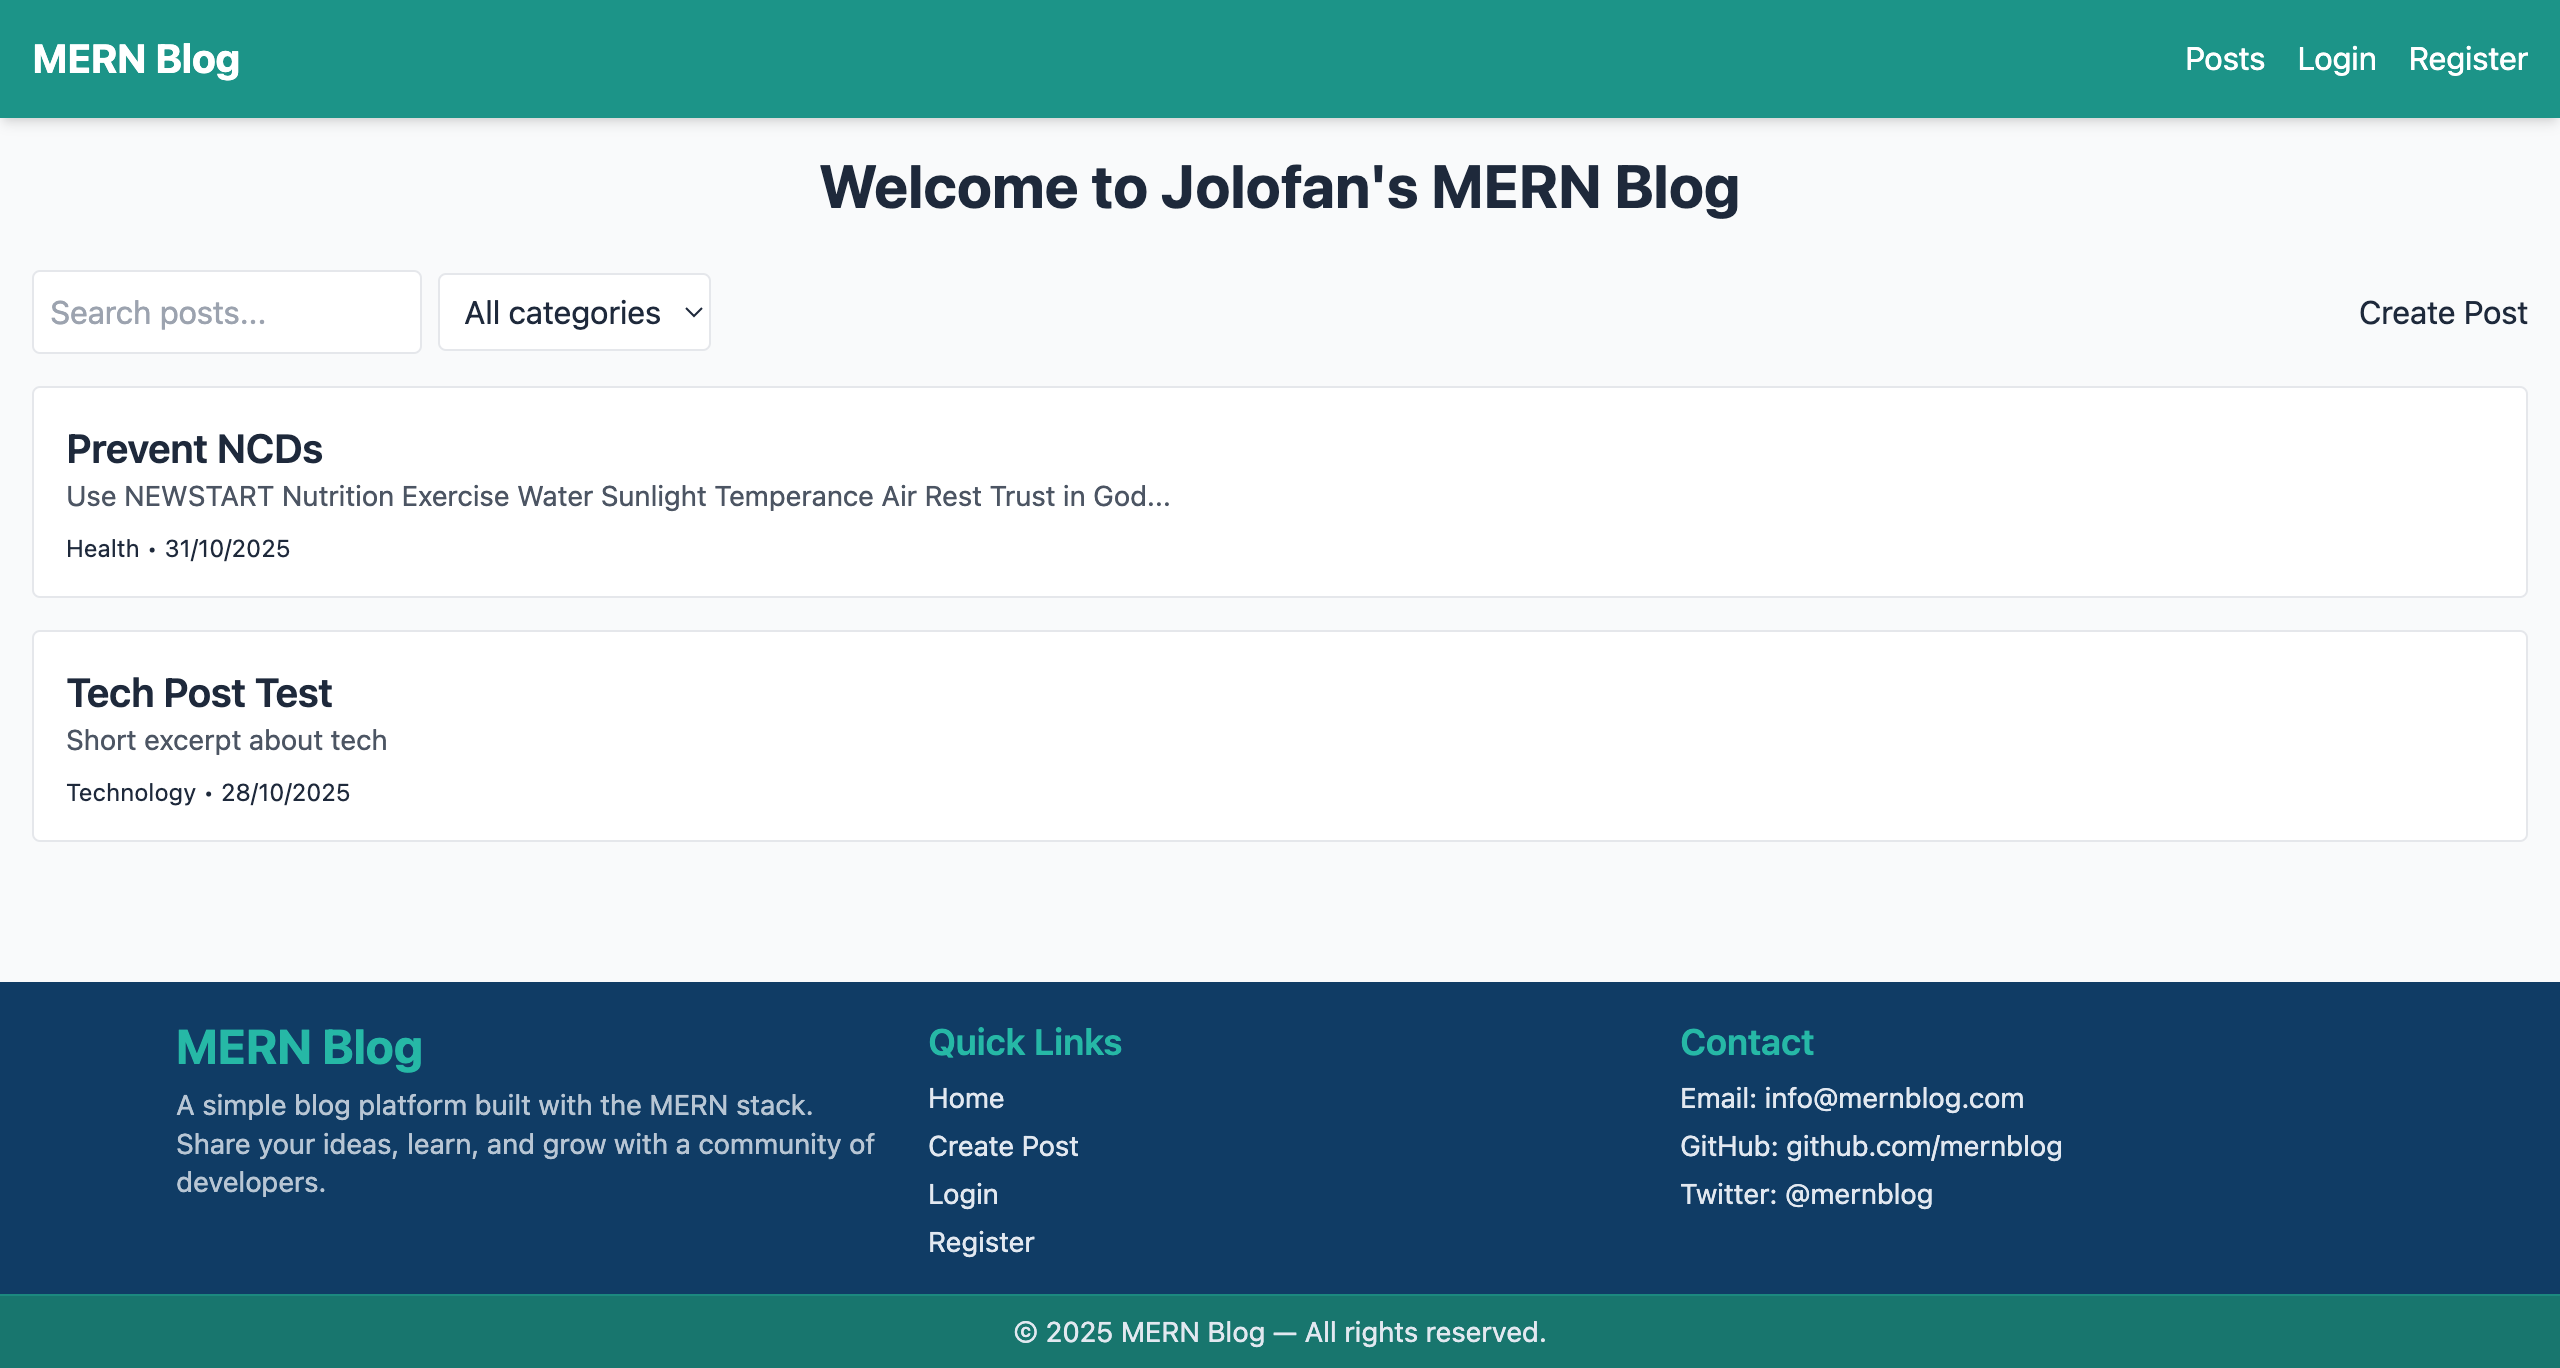 MERN Blog
Posts Login Register
Welcome to Jolofan's MERN Blog
Search posts...
All categories
Create Post
Prevent NCDs
Use NEWSTART Nutrition Exercise Water Sunlight Temperance Air Rest Trust in God...
Health • 31/10/2025
Tech Post Test
Short excerpt about tech
Technology • 28/10/2025
MERN Blog
A simple blog platform built with the MERN stack.
Share your ideas, learn, and grow with a community of
developers.
Quick Links
Home
Create Post
Login
Register
Contact
Email: info@mernblog.com
GitHub: github.com/mernblog
Twitter: @mernblog
© 2025 MERN Blog — All rights reserved.